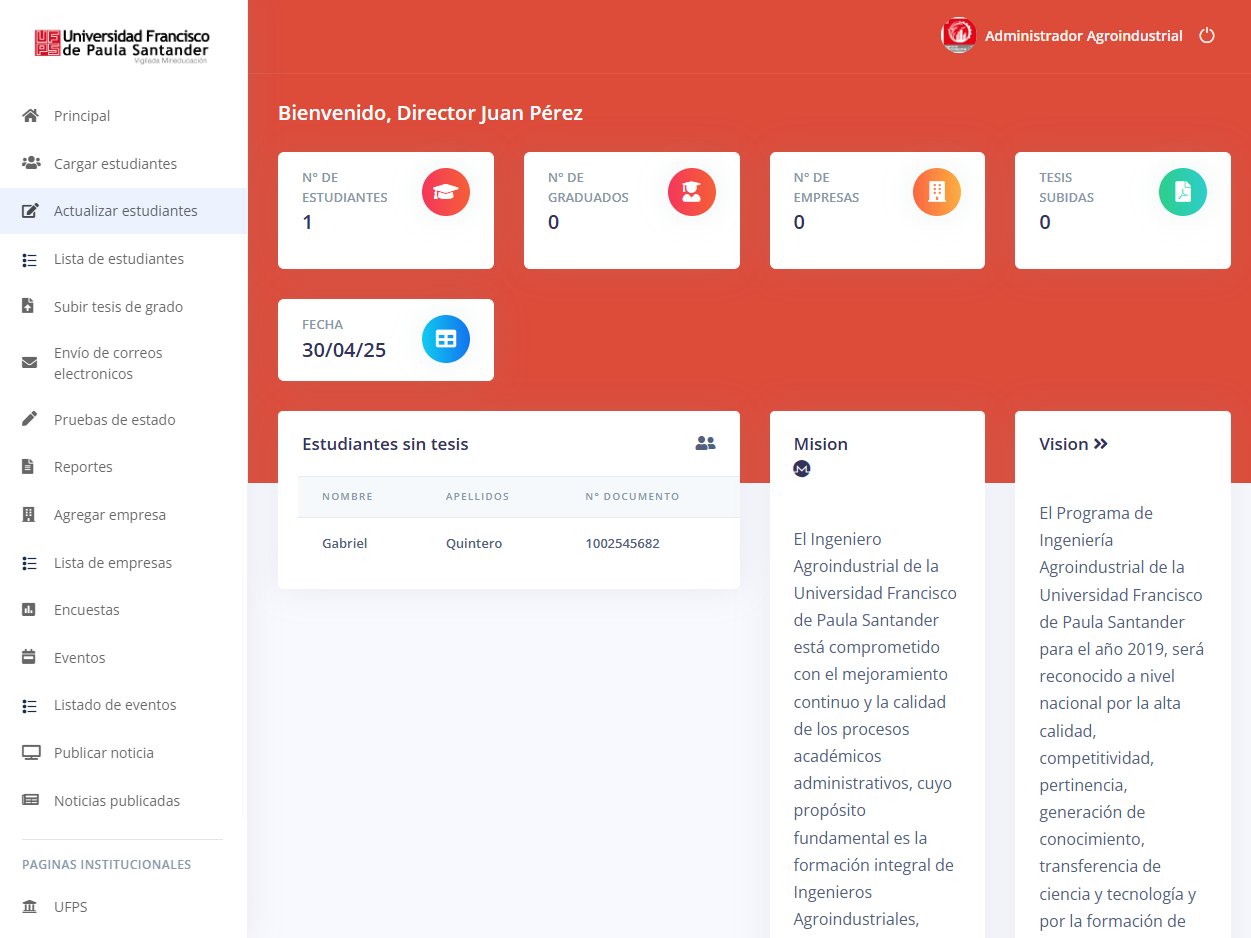 Universidad Francisco
de Paula Santander
Vigilada Mineducación
Principal
Cargar estudiantes
Actualizar estudiantes
Lista de estudiantes
Subir tesis de grado
Envío de correos
electronicos
Pruebas de estado
Reportes
Agregar empresa
Lista de empresas
Encuestas
Eventos
Listado de eventos
Publicar noticia
Noticias publicadas
PAGINAS INSTITUCIONALES
UFPS
Administrador Agroindustrial
Bienvenido, Director Juan Pérez
N° DE
ESTUDIANTES
1
N° DE
GRADUADOS
0
N° DE
EMPRESAS
0
TESIS
SUBIDAS
0
FECHA
30/04/25
Estudiantes sin tesis
NOMBRE APELLIDOS N° DOCUMENTO
Gabriel Quintero 1002545682
Mision
El Ingeniero
Agroindustrial de la
Universidad Francisco
de Paula Santander
está comprometido
con el mejoramiento
continuo y la calidad
de los procesos
académicos
administrativos, cuyo
propósito
fundamental es la
formación integral de
Ingenieros
Agroindustriales,
Vision
El Programa de
Ingeniería
Agroindustrial de la
Universidad Francisco
de Paula Santander
para el año 2019, será
reconocido a nivel
nacional por la alta
calidad,
competitividad,
pertinencia,
generación de
conocimiento,
transferencia de
ciencia y tecnología y
por la formación de